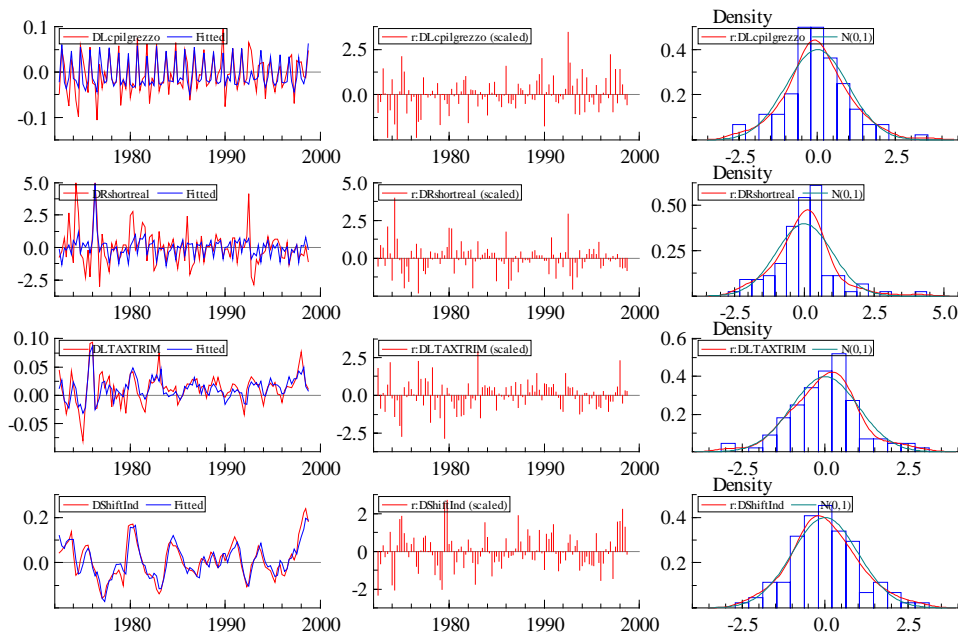 Density
DLcpilgrezzo Fitted r:DLcpilgrezzo (scaled) r:DLcpilgrezzo N(0,1)
0.1 0.0 -0.1
2.5 0.0
0.4 0.2
1980 1990 2000 1980 1990 2000 -2.5 0.0 2.5
Density
DRshortreal Fitted r:DRshortreal (scaled) r:DRshortreal N(0,1)
5.0 2.5 0.0 -2.5
2.5 0.0
0.50 0.25
1980 1990 2000 1980 1990 2000 -2.5 0.0 2.5 5.0
Density
DLTAXTRIM Fitted r:DLTAXTRIM (scaled) r:DLTAXTRIM N(0,1)
0.10 0.05 0.00 -0.05
2.5 0.0 -2.5
0.6 0.4 0.2
1980 1990 2000 1980 1990 2000 -2.5 0.0 2.5
Density
DShiftInd Fitted r:DShiftInd (scaled) r:DShiftInd N(0,1)
0.2 0.0
2 0 -2
0.4 0.2
1980 1990 2000 1980 1990 2000 -2.5 0.0 2.5